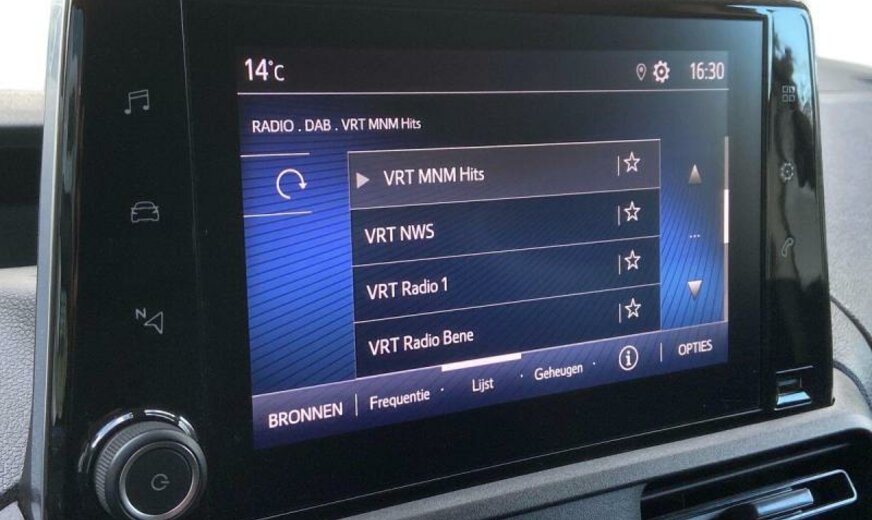 14°C 16:30
RADIO . DAB . VRT MNM Hits
VRT MNM Hits
VRT NWS
VRT Radio 1
VRT Radio Bene
BRONNEN Frequentie Lijst Geheugen OPTIES
N